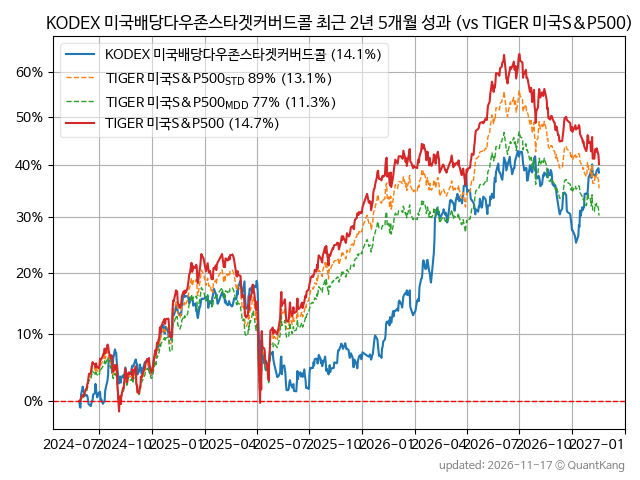 KODEX 미국배당다우존스타겟커버드콜 최근 2년 5개월 성과 (vs TIGER 미국S&P500)
KODEX 미국배당다우존스타겟커버드콜 (14.1%)
TIGER 미국S&P500STD 89% (13.1%)
TIGER 미국S&P500MDD 77% (11.3%)
TIGER 미국S&P500 (14.7%)
60%
50%
40%
30%
20%
10%
0%
2024-07 2024-10 2025-01 2025-04 2025-07 2025-10 2026-01 2026-04 2026-07 2026-10 2027-01
updated: 2026-11-17 © QuantKang